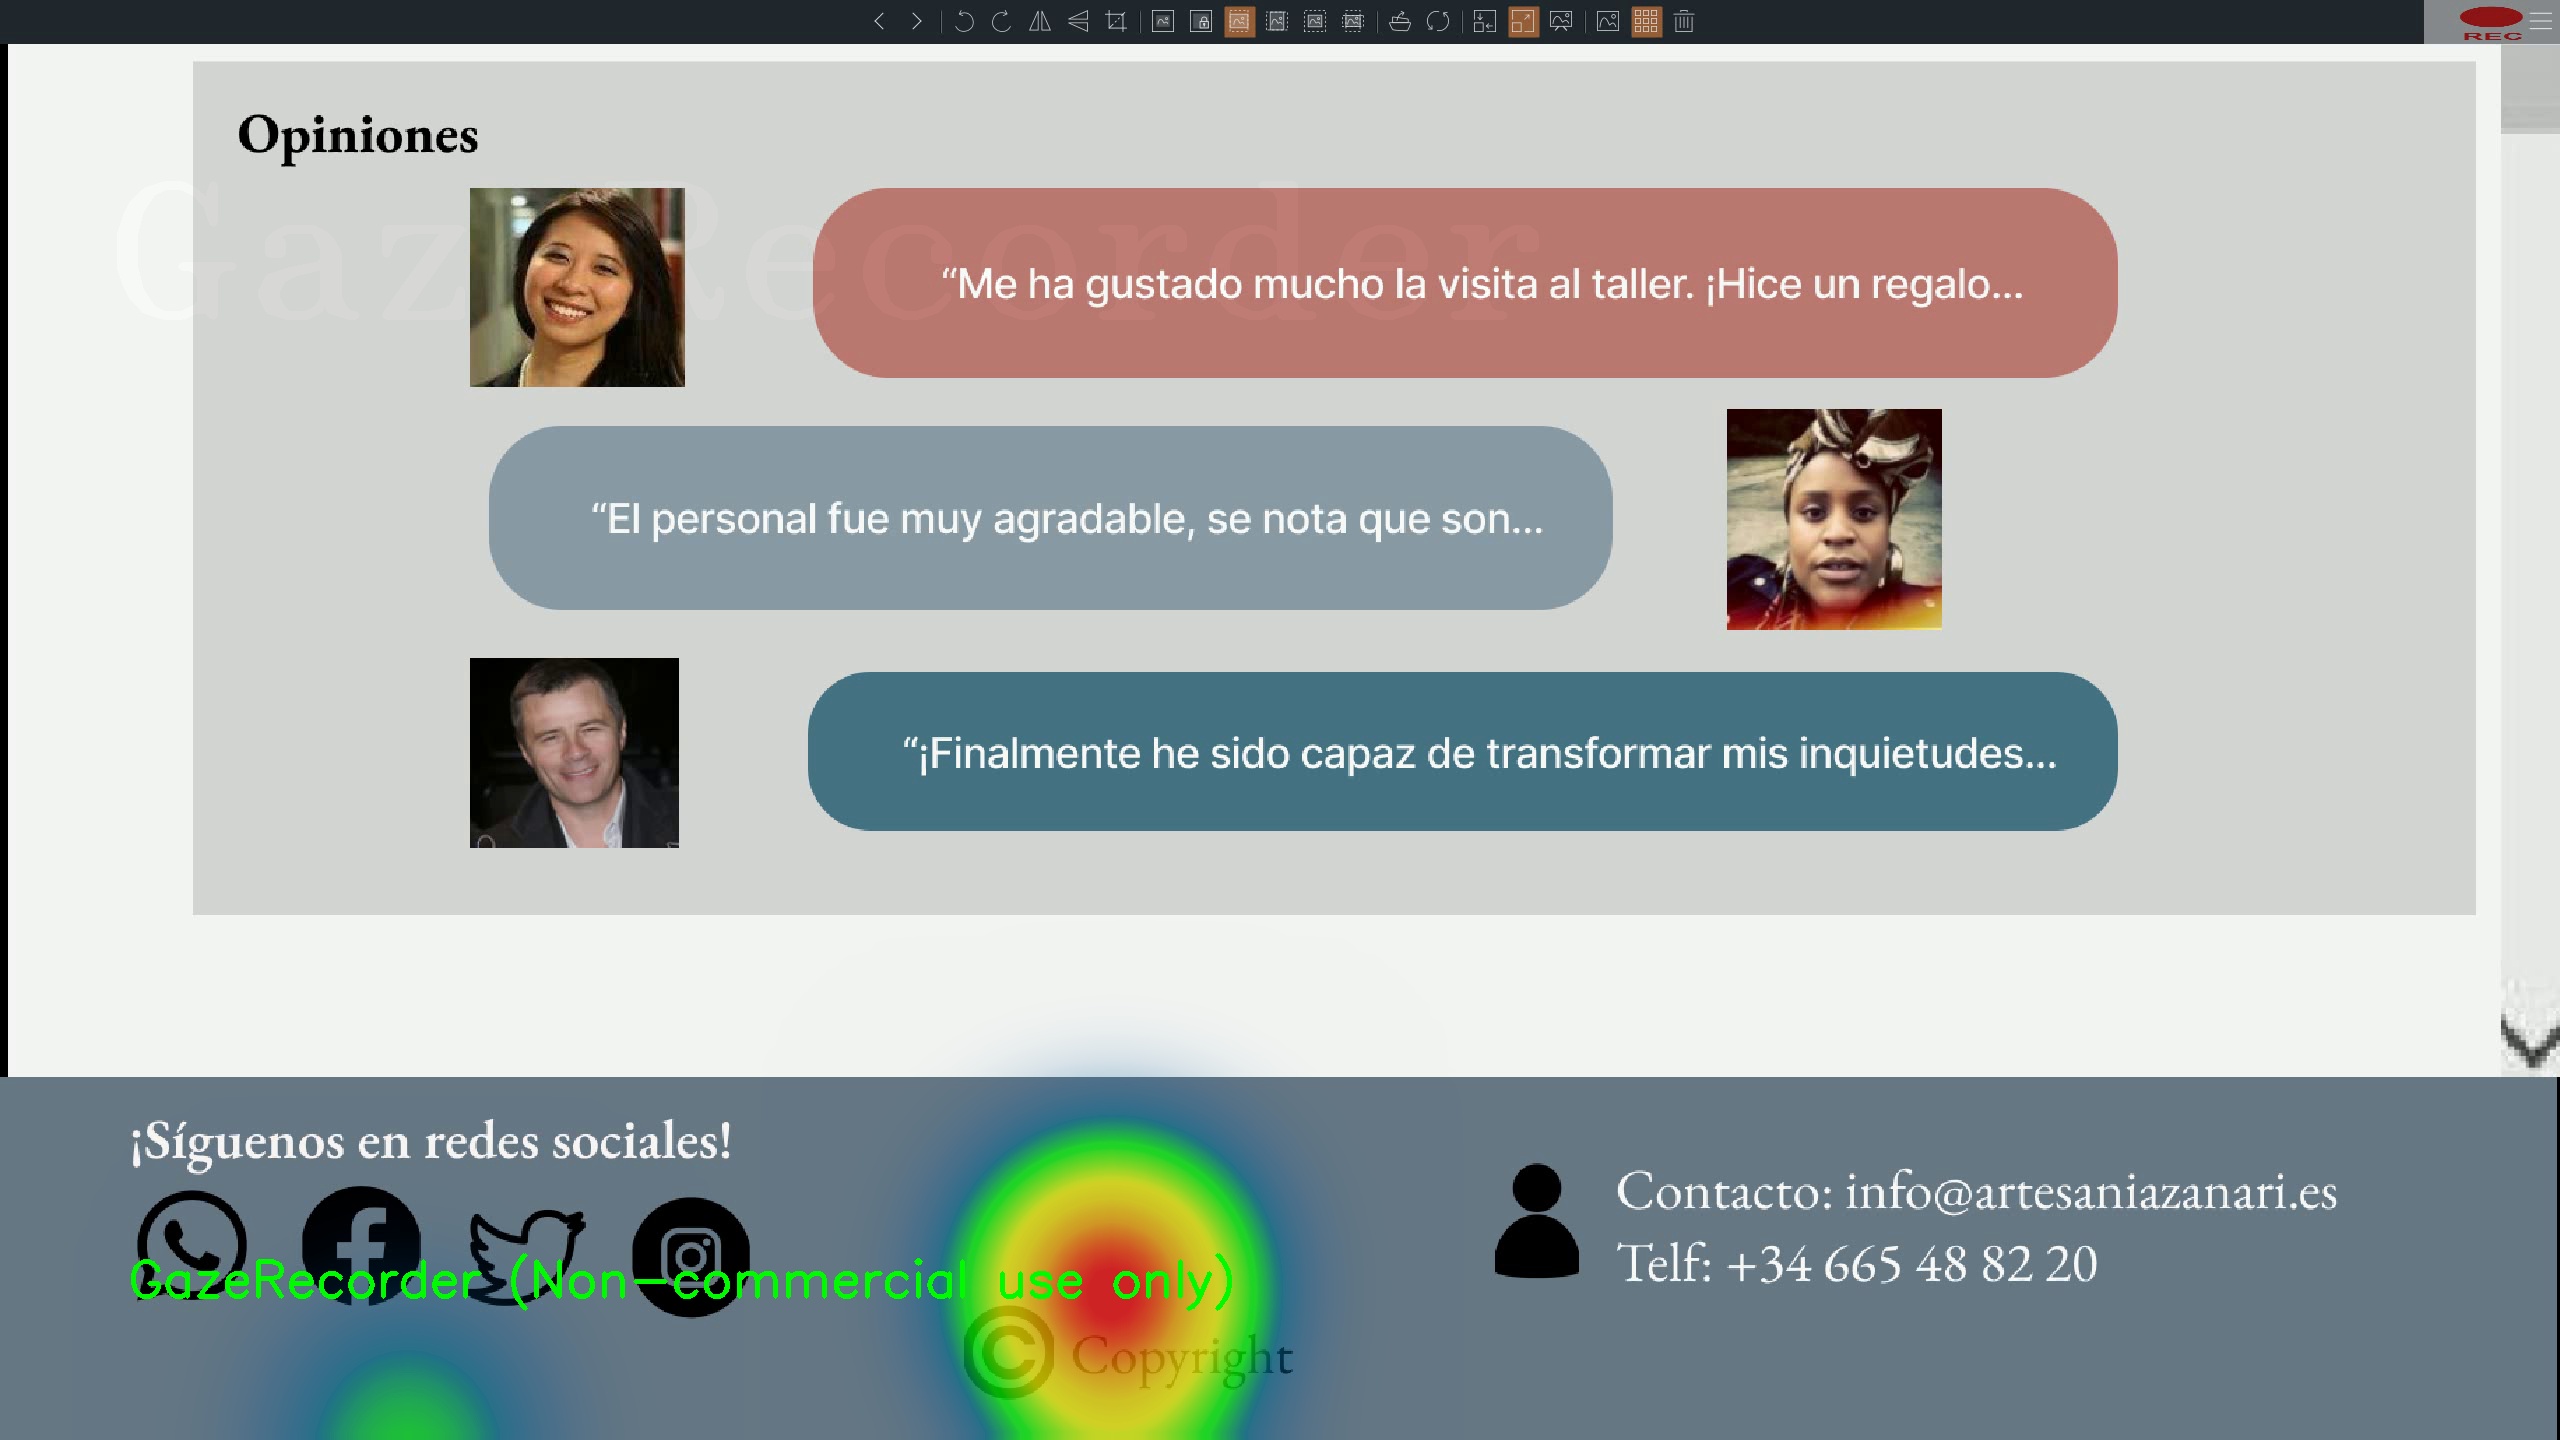 REC
Opiniones
GazeRecorder
“Me ha gustado mucho la visita al taller. ¡Hice un regalo...
“El personal fue muy agradable, se nota que son...
“¡Finalmente he sido capaz de transformar mis inquietudes...
¡Síguenos en redes sociales!
Contacto: info@artesaniazanari.es
Telf: +34 665 48 82 20
GazeRecorder (Non-commercial use only)
© Copyright